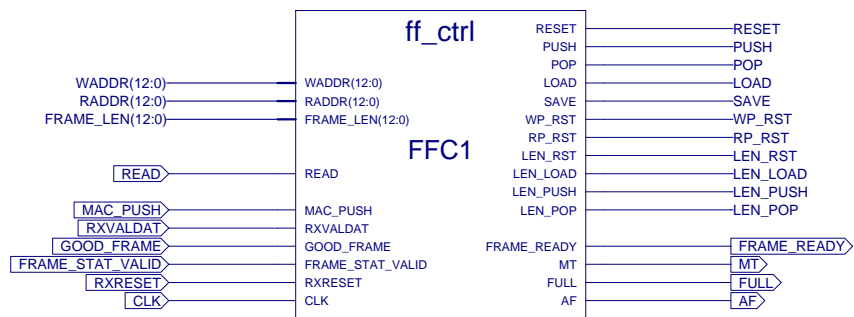 ff_ctrl
RESET RESET
PUSH PUSH
POP POP
WADDR(12:0) WADDR(12:0) LOAD LOAD
RADDR(12:0) RADDR(12:0) SAVE SAVE
FRAME_LEN(12:0) FRAME_LEN(12:0) WP_RST WP_RST
RP_RST RP_RST
FFC1
LEN_RST LEN_RST
READ READ LEN_LOAD LEN_LOAD
LEN_PUSH LEN_PUSH
MAC_PUSH MAC_PUSH LEN_POP LEN_POP
RXVALDAT RXVALDAT
GOOD_FRAME GOOD_FRAME FRAME_READY FRAME_READY
FRAME_STAT_VALID FRAME_STAT_VALID MT MT
RXRESET RXRESET FULL FULL
CLK CLK AF AF